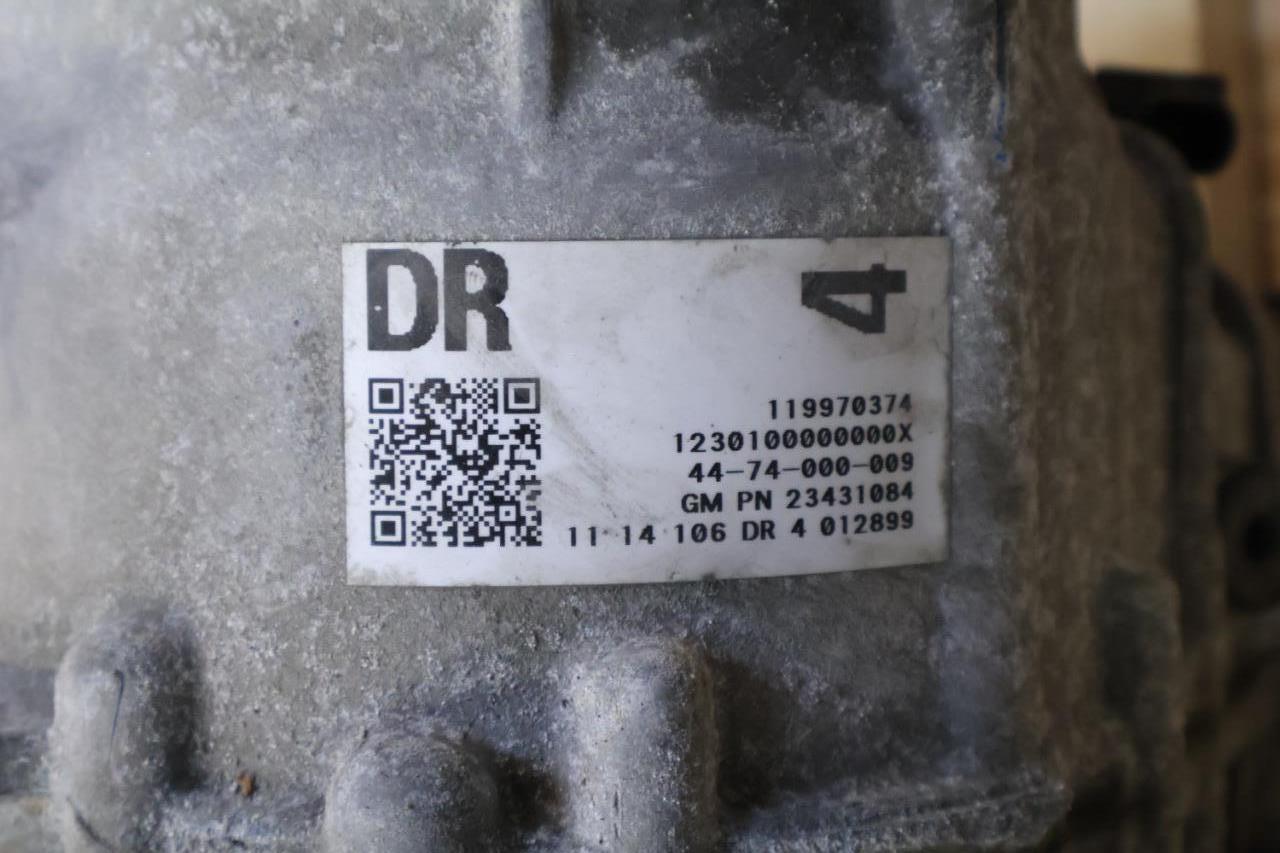 DR 4
119970374
1230100000000X
44-74-000-009
GM PN 23431084
11 14 106 DR 4 012899